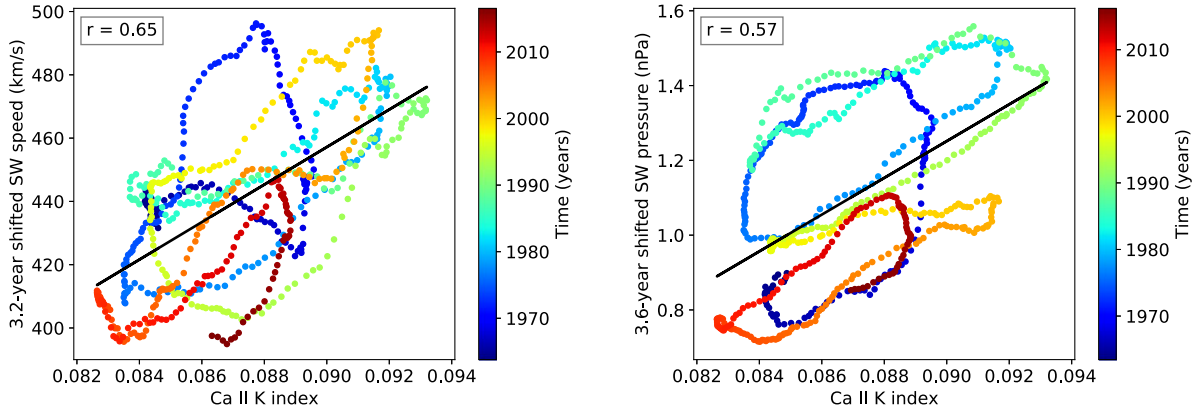 r = 0.65
500
480
460
440
420
400
3.2-year shifted SW speed (km/s)
0.082 0.084 0.086 0.088 0.090 0.092 0.094
Ca II K index
2010
2000
1990
1980
1970
Time (years)
r = 0.57
1.6
1.4
1.2
1.0
0.8
3.6-year shifted SW pressure (nPa)
0.082 0.084 0.086 0.088 0.090 0.092 0.094
Ca II K index
2010
2000
1990
1980
1970
Time (years)